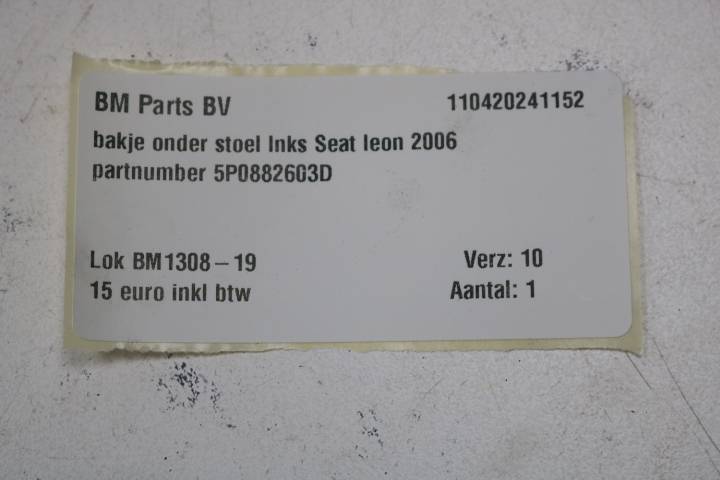 BM Parts BV 110420241152
bakje onder stoel lnks Seat leon 2006
partnumber 5P0882603D
Lok BM1308-19 Verz: 10
15 euro inkl btw Aantal: 1